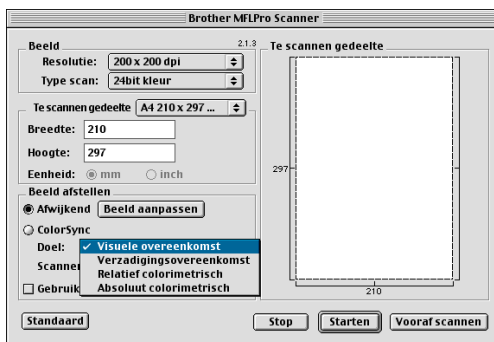 Brother MFLPro Scanner
Beeld 2.1.3
Resolutie: 200 x 200 dpi
Type scan: 24bit kleur
Te scannen gedeelte A4 210 x 297 ...
Breedte: 210
Hoogte: 297
Eenheid: mm inch
Beeld afstellen
Afwijkend Beeld aanpassen
ColorSync
Doel: ✓ Visuele overeenkomst
Verzadigingsovereenkomst
Scanner Relatief colorimetrisch
Gebruik Absoluut colorimetrisch
Te scannen gedeelte
297
210
Standaard Stop Starten Vooraf scannen